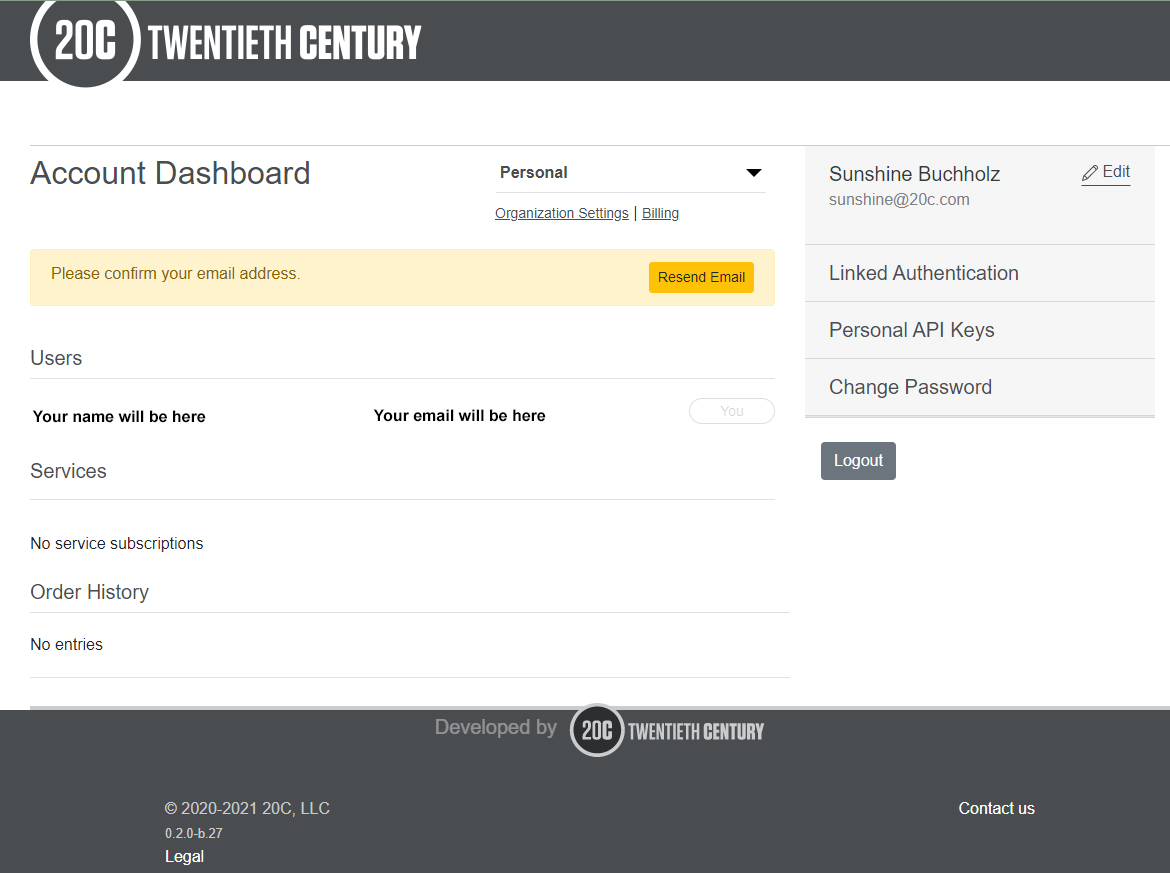 20C TWENTIETH CENTURY
Account Dashboard
Personal
Organization Settings | Billing
Please confirm your email address.
Resend Email
Users
Your name will be here
Your email will be here
You
Services
No service subscriptions
Order History
No entries
Sunshine Buchholz
Edit
sunshine@20c.com
Linked Authentication
Personal API Keys
Change Password
Logout
Developed by 20C TWENTIETH CENTURY
© 2020-2021 20C, LLC
0.2.0-b.27
Legal
Contact us